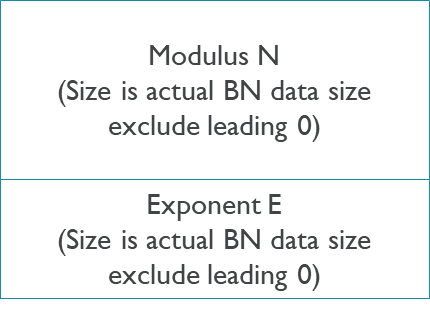 Modulus N
(Size is actual BN data size
exclude leading 0)
Exponent E
(Size is actual BN data size
exclude leading 0)